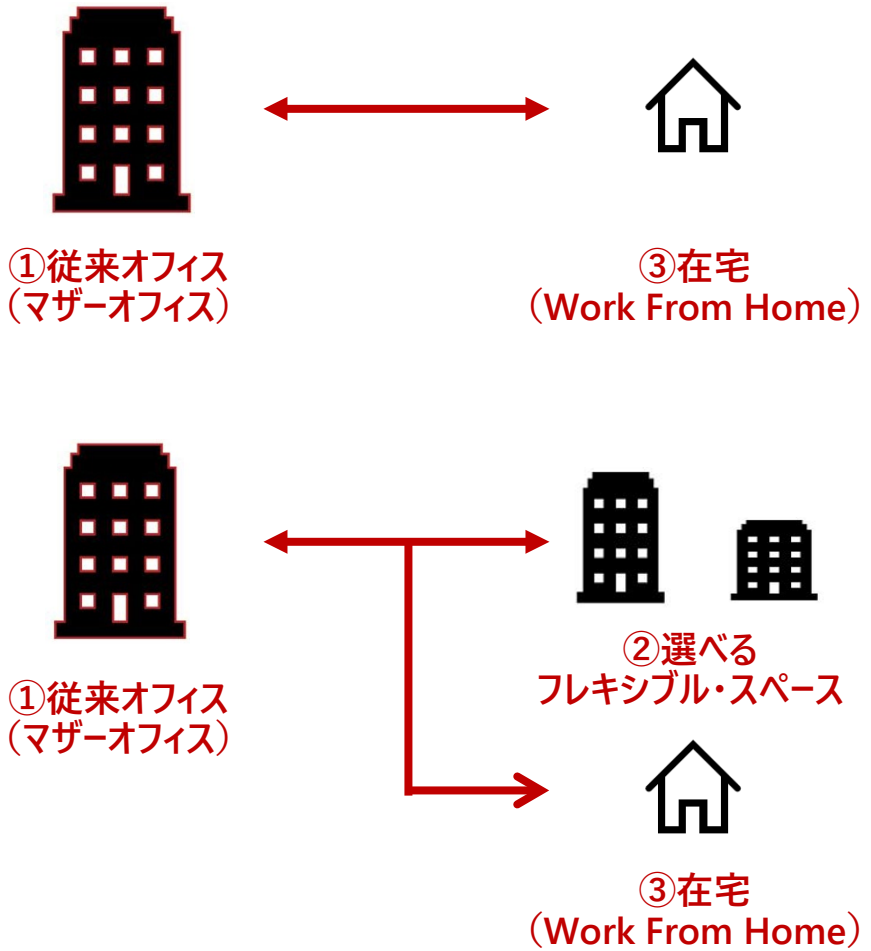 ①従来オフィス
（マザーオフィス）
③在宅
（Work From Home）
①従来オフィス
（マザーオフィス）
②選べる
フレキシブル・スペース
③在宅
（Work From Home）